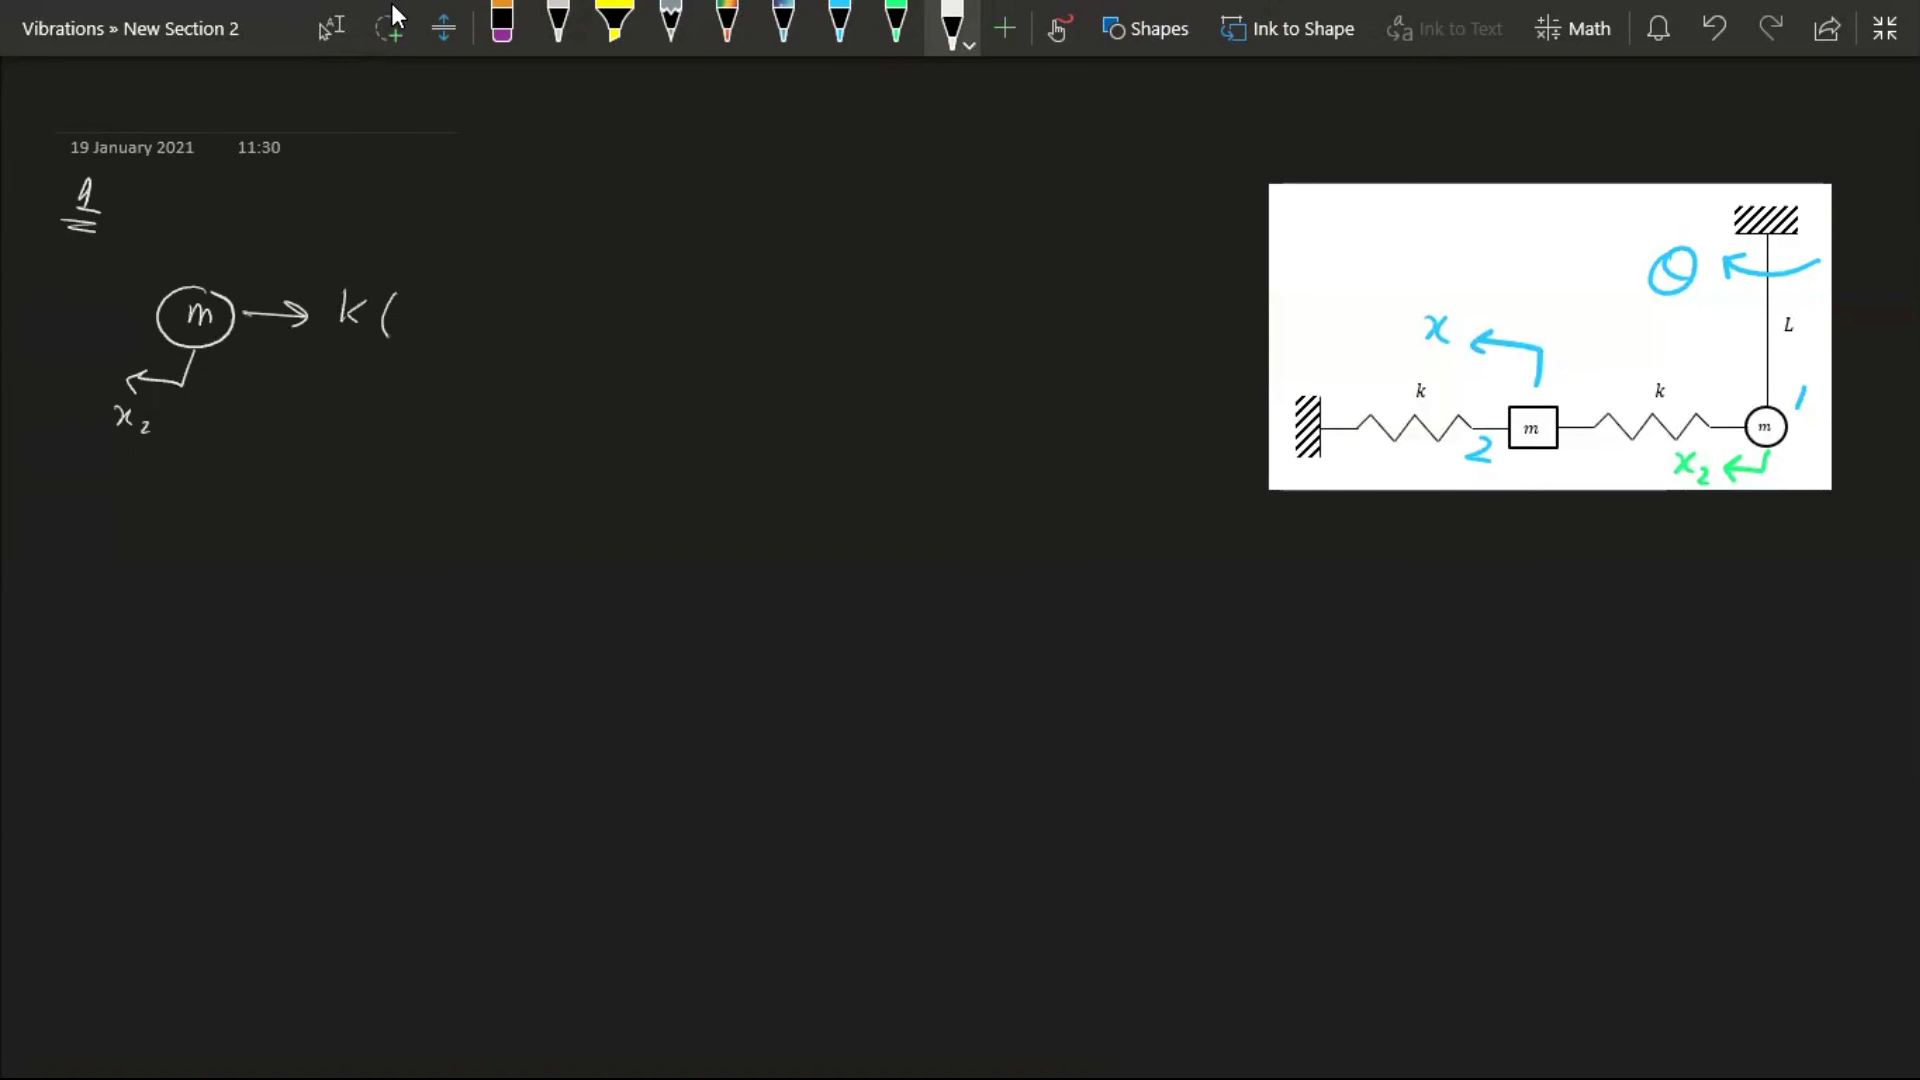 Vibrations » New Section 2
Shapes
Ink to Shape
Ink to Text
Math
19 January 2021 11:30
1
m → k (
x₂
θ
L
x
k
k
1
m
m
2
x₂